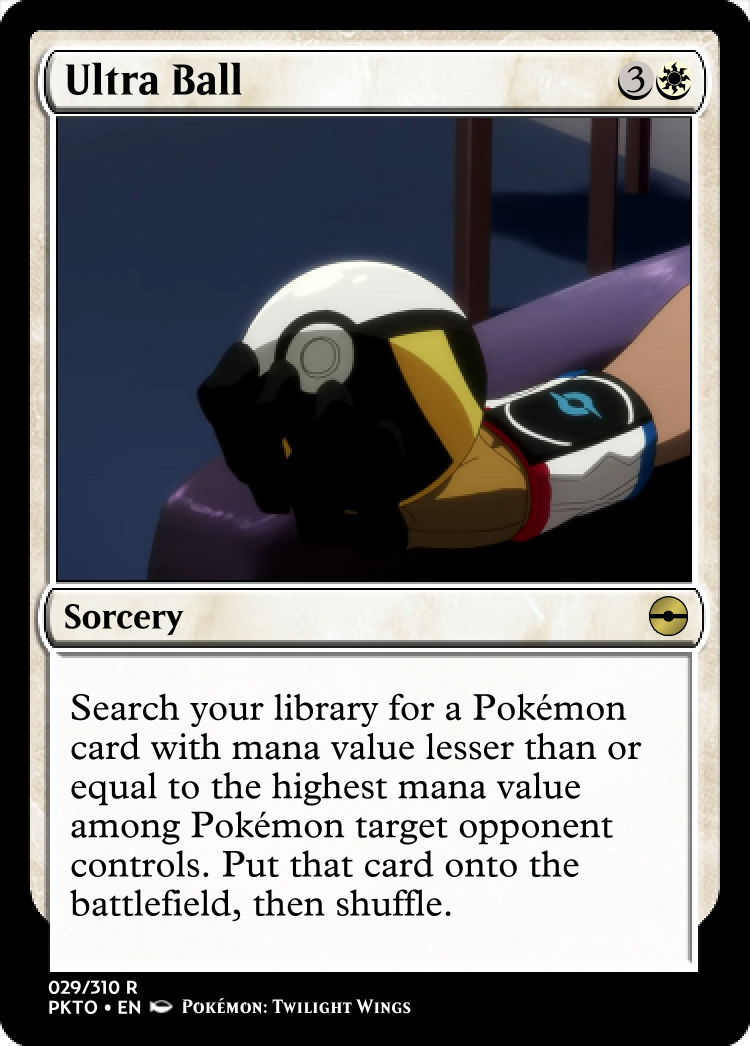 Ultra Ball 3
Sorcery
Search your library for a Pokémon
card with mana value lesser than or
equal to the highest mana value
among Pokémon target opponent
controls. Put that card onto the
battlefield, then shuffle.
029/310 R
PKTO • EN Pokémon: Twilight Wings